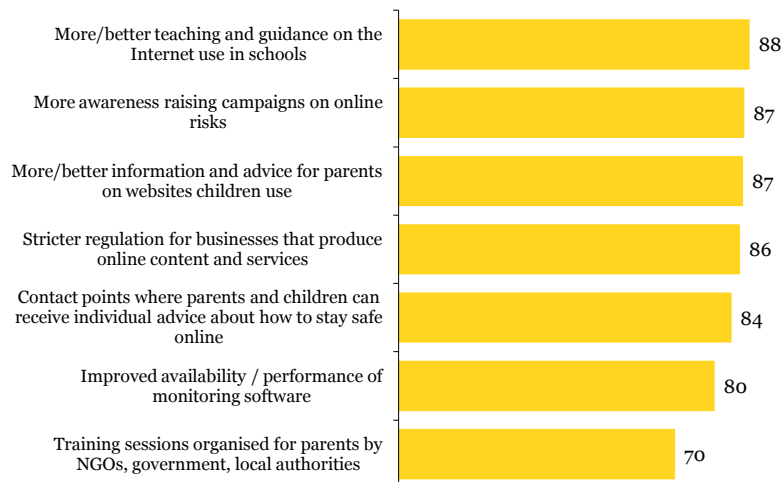 More/better teaching and guidance on the
Internet use in schools
88
More awareness raising campaigns on online
risks
87
More/better information and advice for parents
on websites children use
87
Stricter regulation for businesses that produce
online content and services
86
Contact points where parents and children can
receive individual advice about how to stay safe
online
84
Improved availability / performance of
monitoring software
80
Training sessions organised for parents by
NGOs, government, local authorities
70